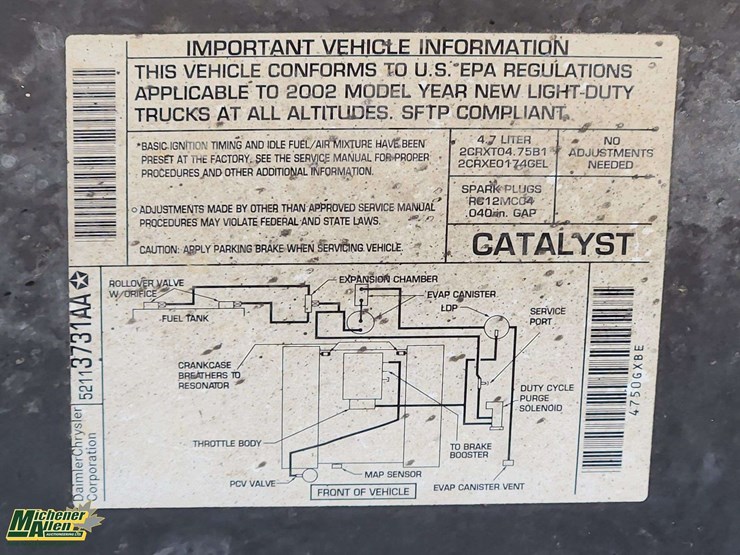 IMPORTANT VEHICLE INFORMATION
THIS VEHICLE CONFORMS TO U.S. EPA REGULATIONS
APPLICABLE TO 2002 MODEL YEAR NEW LIGHT-DUTY
TRUCKS AT ALL ALTITUDES. SFTP COMPLIANT.
*BASIC IGNITION TIMING AND IDLE FUEL/AIR MIXTURE HAVE BEEN
PRESET AT THE FACTORY. SEE THE SERVICE MANUAL FOR PROPER
PROCEDURES AND OTHER ADDITIONAL INFORMATION.
ADJUSTMENTS MADE BY OTHER THAN APPROVED SERVICE MANUAL
PROCEDURES MAY VIOLATE FEDERAL AND STATE LAWS.
CAUTION: APPLY PARKING BRAKE WHEN SERVICING VEHICLE.
4.7 LITER
2CRXT04.75B1
2CRXE0174GEL
NO
ADJUSTMENTS
NEEDED
SPARK PLUGS
RC12MC04
.040in. GAP
CATALYST
ROLLOVER VALVE
W/ORIFICE
FUEL TANK
EXPANSION CHAMBER
EVAP CANISTER
LDP
SERVICE
PORT
CRANKCASE
BREATHERS TO
RESONATOR
DUTY CYCLE
PURGE
SOLENOID
THROTTLE BODY
TO BRAKE
BOOSTER
PCV VALVE
MAP SENSOR
EVAP CANISTER VENT
FRONT OF VEHICLE
DaimlerChrysler
Corporation
52113731AA
4750GXBE
Michener
Allen
AUCTIONEERING LTD.